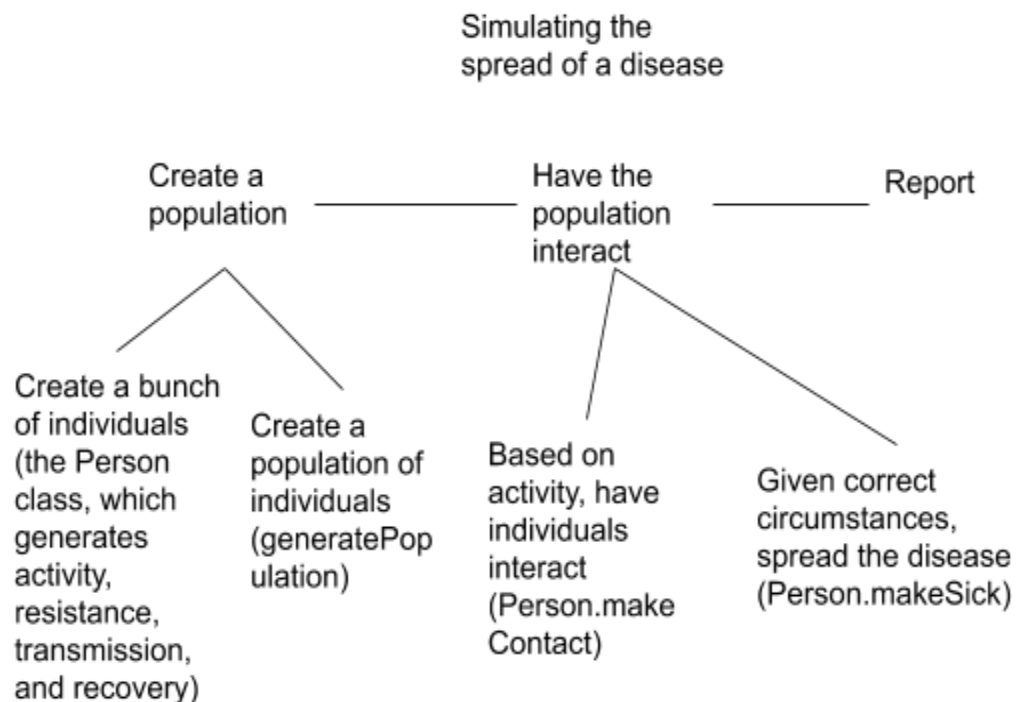 Simulating the
spread of a disease
Create a
population
Have the
population
interact
Report
Create a bunch
of individuals
(the Person
class, which
generates
activity,
resistance,
transmission,
and recovery)
Create a
population of
individuals
(generatePop
ulation)
Based on
activity, have
individuals
interact
(Person.make
Contact)
Given correct
circumstances,
spread the disease
(Person.makeSick)